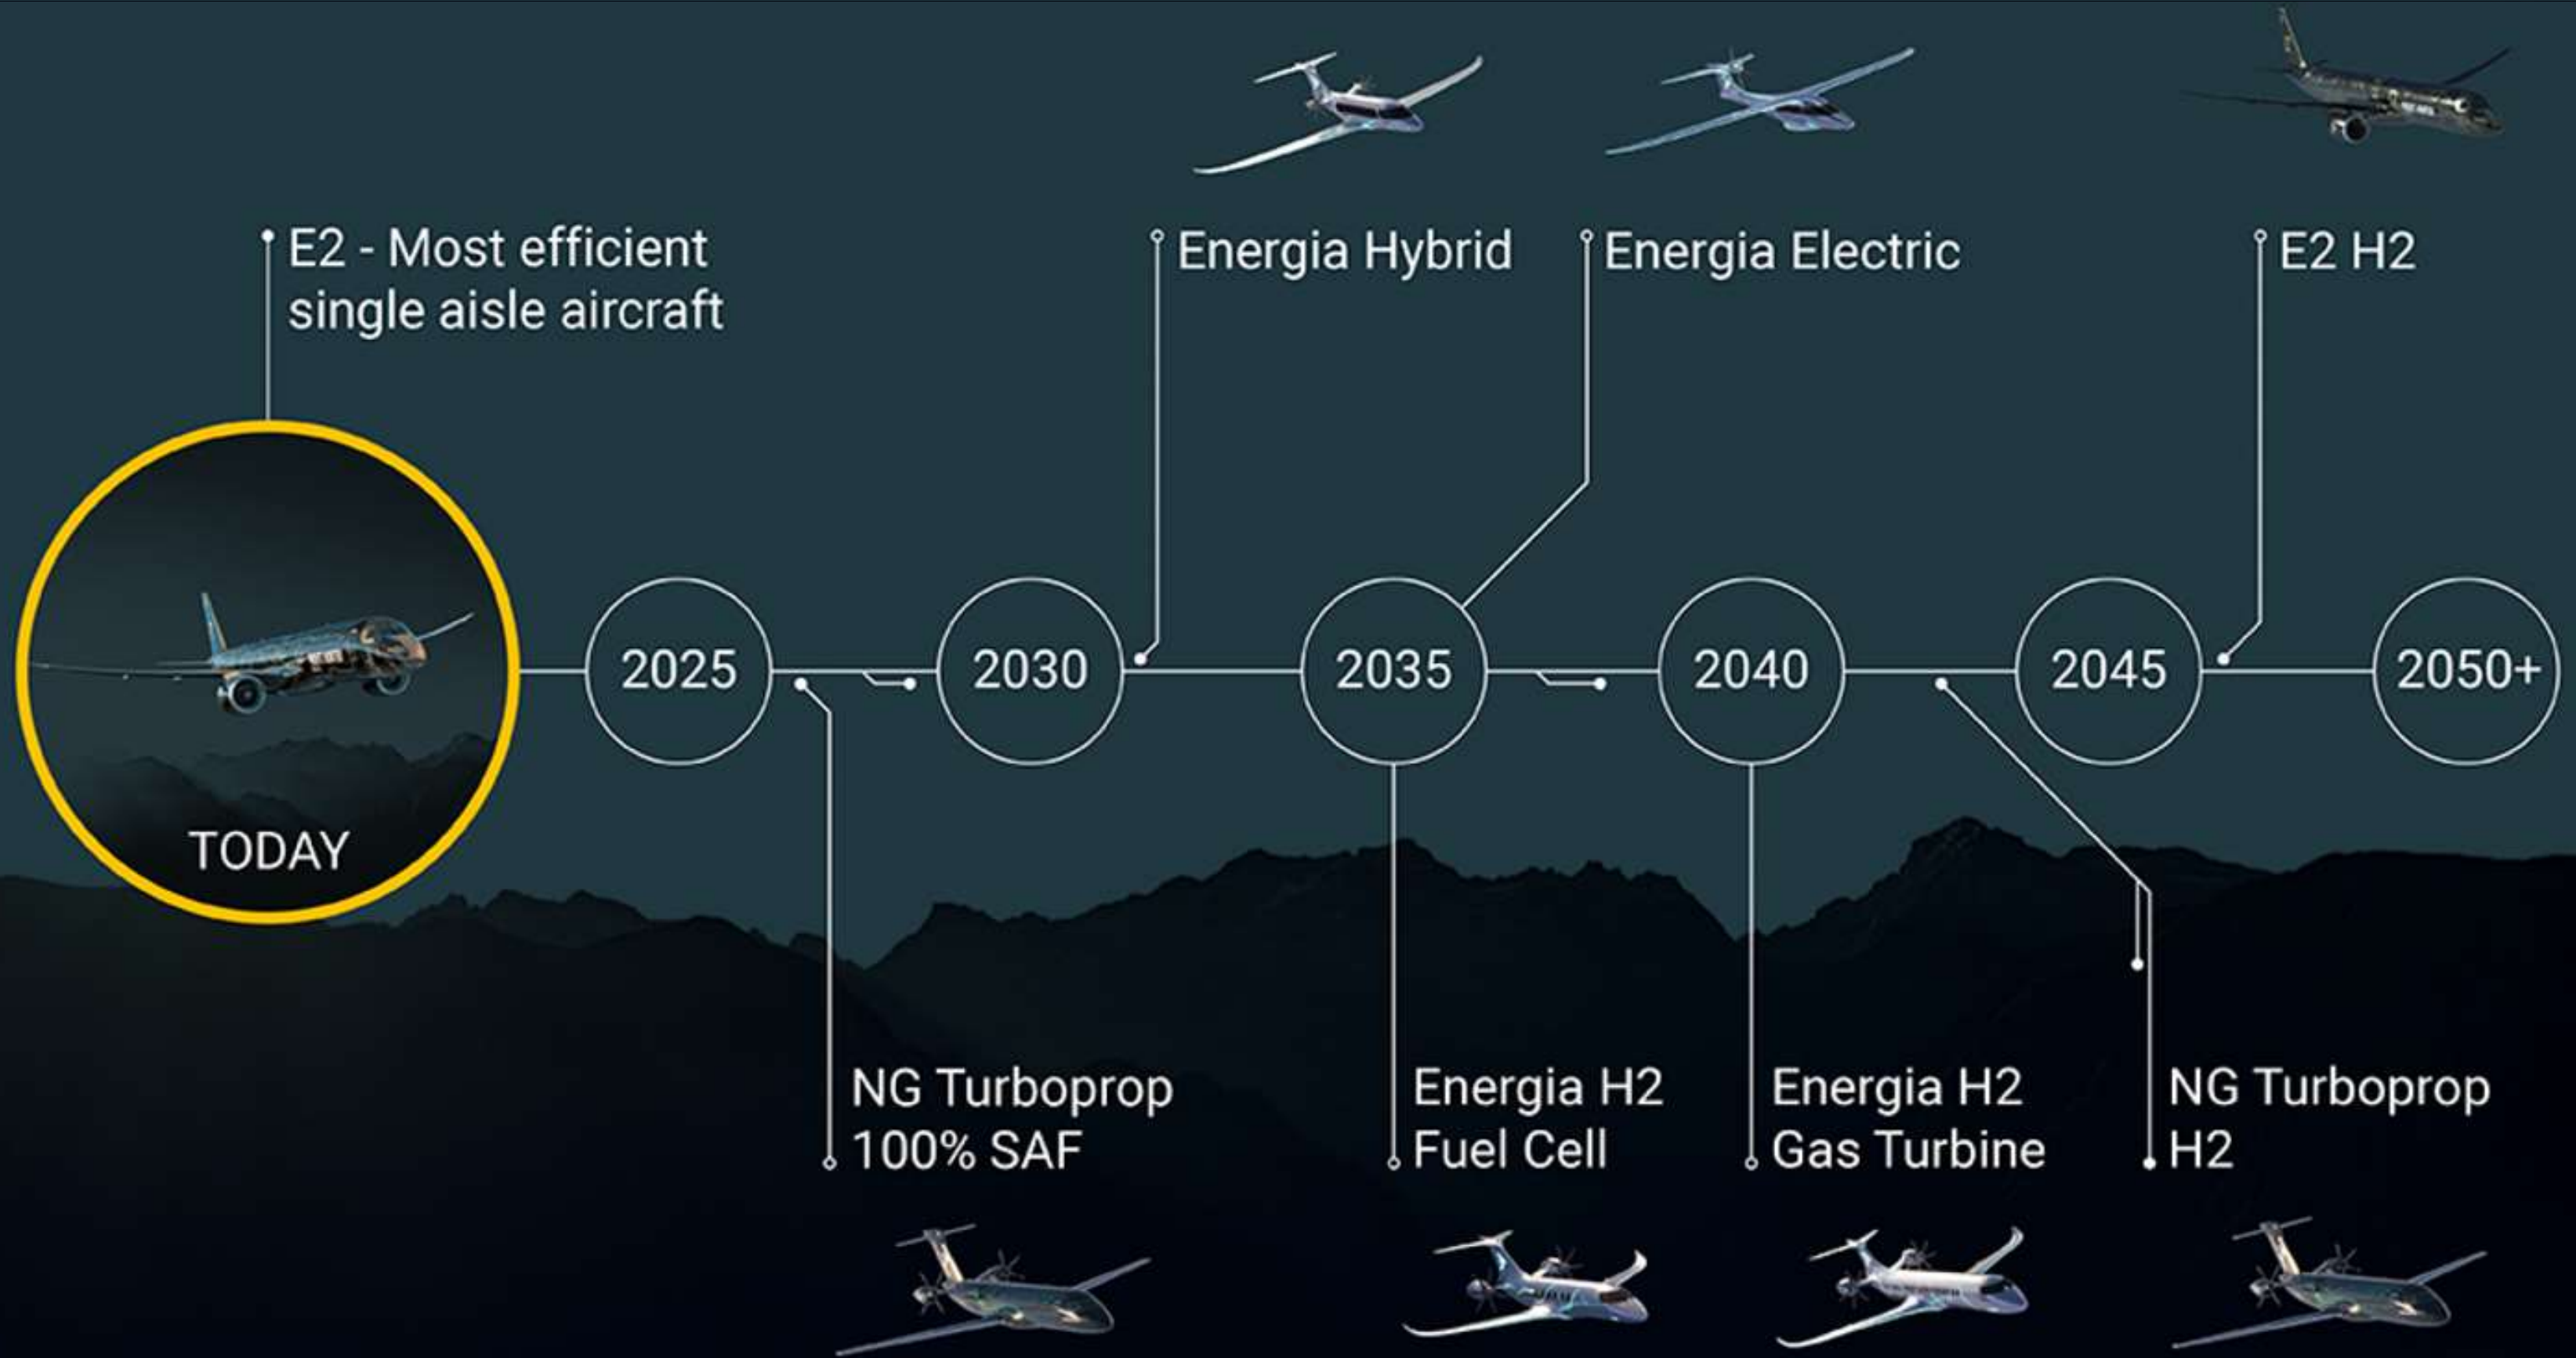 Energia Hybrid
Energia Electric
E2 H2
E2 - Most efficient
single aisle aircraft
TODAY
2025
2030
2035
2040
2045
2050+
NG Turboprop
100% SAF
Energia H2
Fuel Cell
Energia H2
Gas Turbine
NG Turboprop
H2